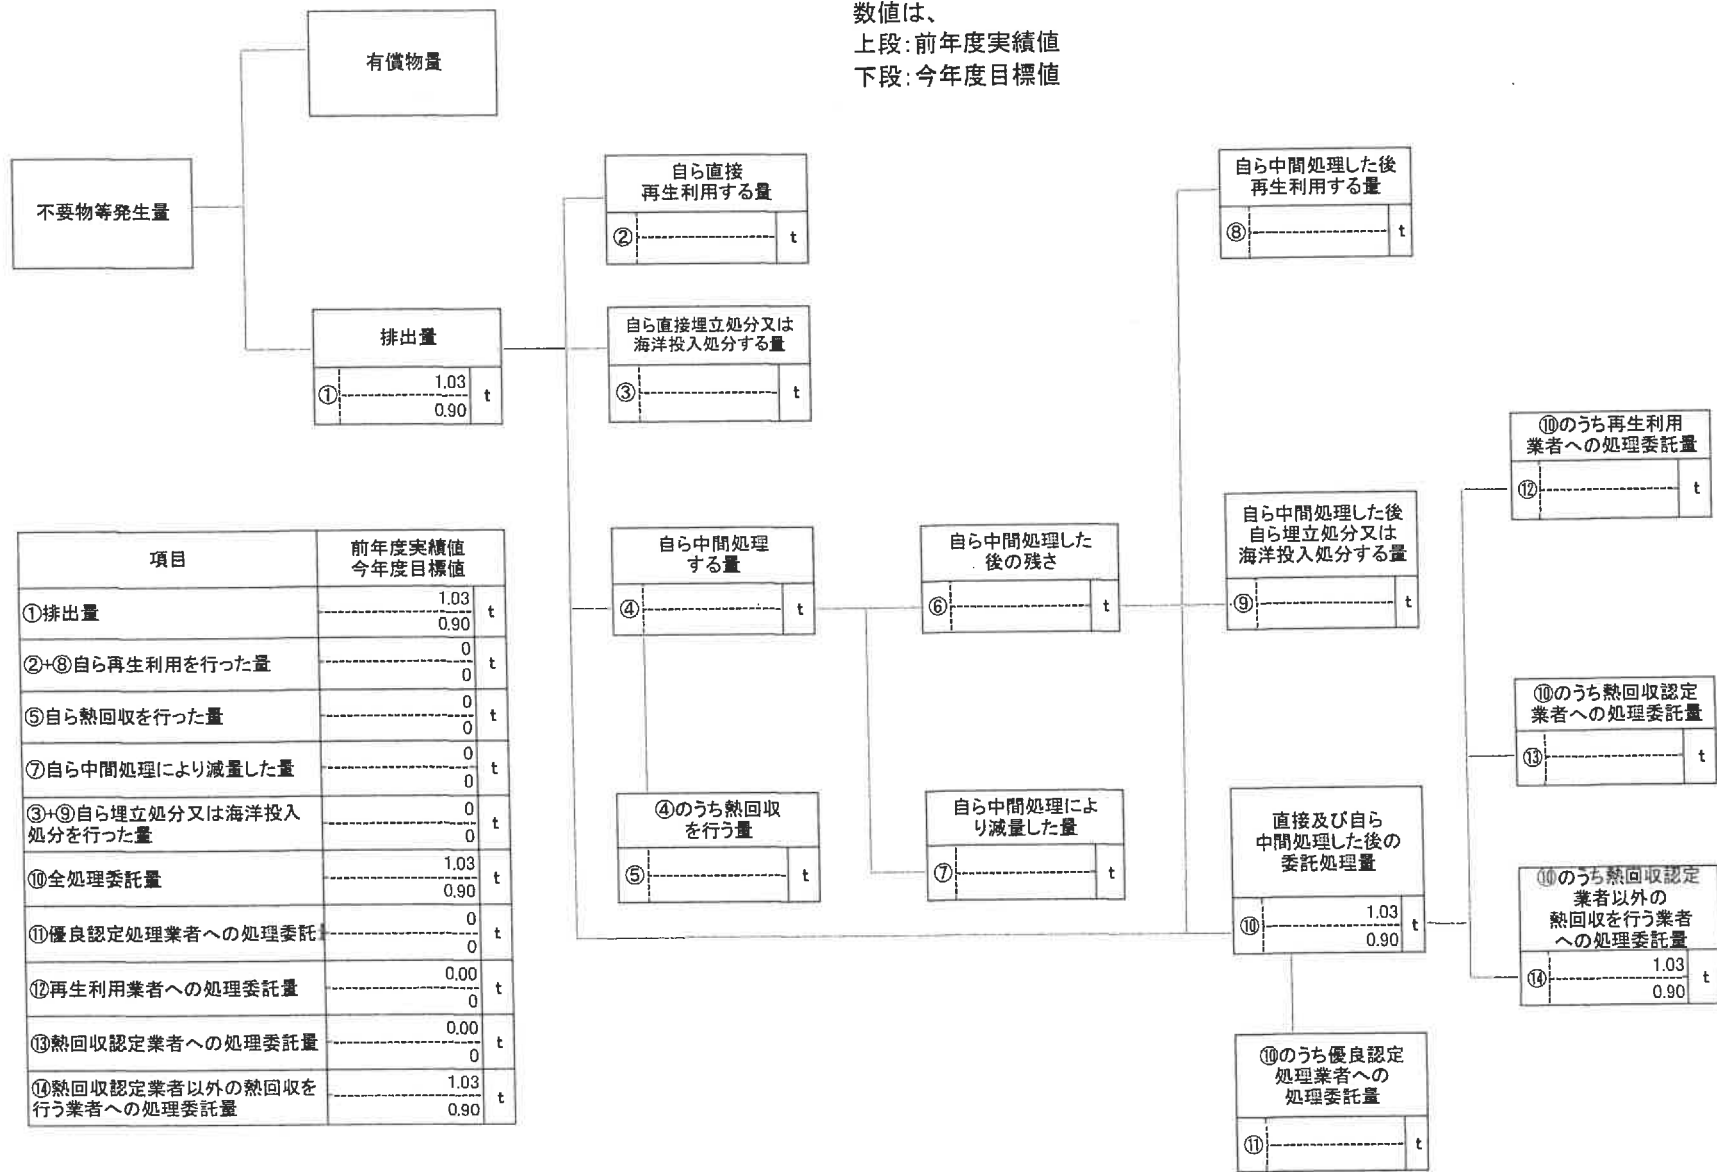 数値は、
上段:前年度実績値
下段:今年度目標値
有償物量
不要物等発生量
排出量
① 1.03 t
0.90
自ら直接
再生利用する量
② t
自ら直接埋立処分又は
海洋投入処分する量
③ t
自ら中間処理
する量
④ t
④のうち熱回収
を行う量
⑤ t
自ら中間処理した
後の残さ
⑥ t
自ら中間処理によ
り減量した量
⑦ t
自ら中間処理した後
再生利用する量
⑧ t
自ら中間処理した後
自ら埋立処分又は
海洋投入処分する量
⑨ t
直接及び自ら
中間処理した後の
委託処理量
⑩ 1.03 t
0.90
⑩のうち優良認定
処理業者への
処理委託量
⑪ t
⑩のうち再生利用
業者への処理委託量
⑫ t
⑩のうち熱回収認定
業者への処理委託量
⑬ t
⑩のうち熱回収認定
業者以外の
熱回収を行う業者
への処理委託量
⑭ 1.03 t
0.90
項目 前年度実績値
今年度目標値
①排出量 1.03 t
0.90
②+⑧自ら再生利用を行った量 0 t
0
⑤自ら熱回収を行った量 0 t
0
⑦自ら中間処理により減量した量 0 t
0
③+⑨自ら埋立処分又は海洋投入 0 t
処分を行った量 0
⑩全処理委託量 1.03 t
0.90
⑪優良認定処理業者への処理委託 0 t
0
⑫再生利用業者への処理委託量 0.00 t
0
⑬熱回収認定業者への処理委託量 0.00 t
0
⑭熱回収認定業者以外の熱回収を 1.03 t
行う業者への処理委託量 0.90